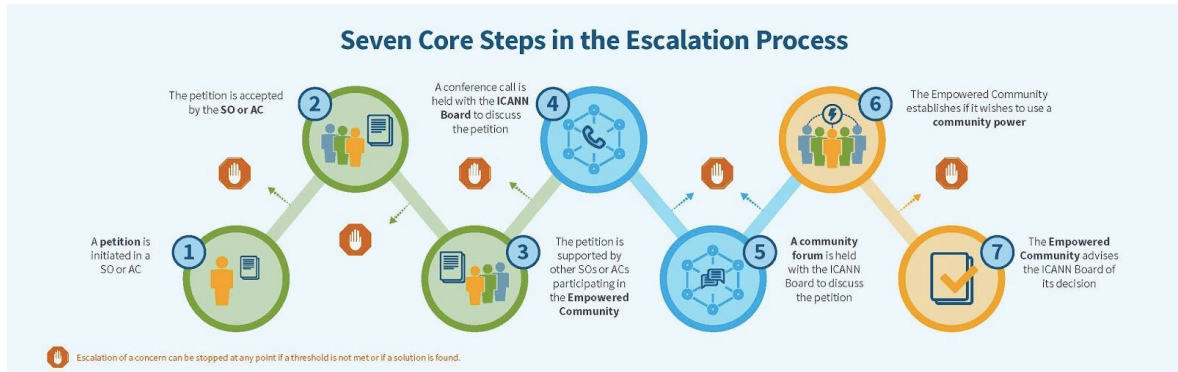 Seven Core Steps in the Escalation Process
1
A petition is
initiated in a
SO or AC
2
The petition is accepted
by the SO or AC
3
The petition is
supported by
other SOs or ACs
participating in
the Empowered
Community
4
A conference call is
held with the ICANN
Board to discuss
the petition
5
A community
forum is held
with the ICANN
Board to discuss
the petition
6
The Empowered Community
establishes if it wishes to use a
community power
7
The Empowered
Community advises
the ICANN Board of
its decision
Escalation of a concern can be stopped at any point if a threshold is not met or if a solution is found.